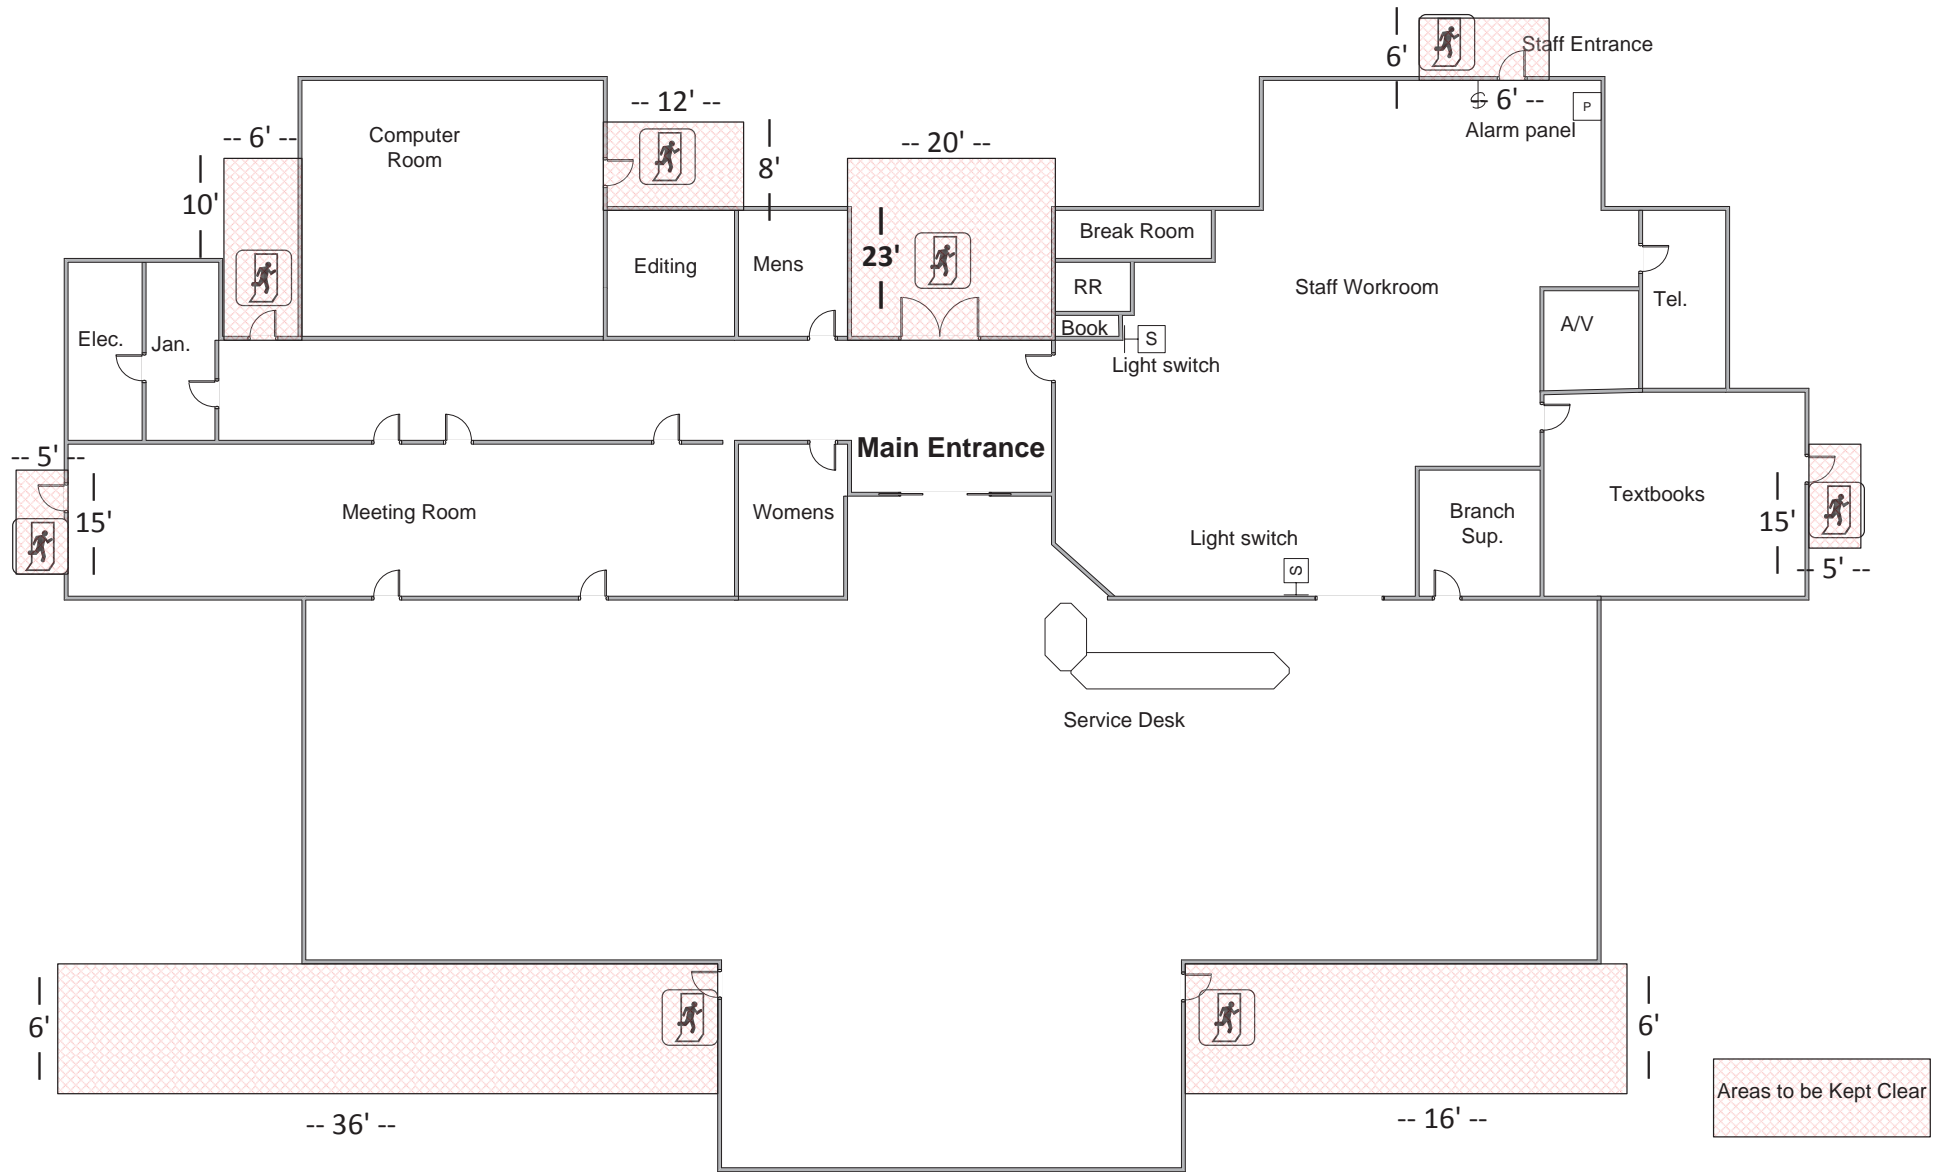 6'
Staff Entrance
-- 6' --
P
Alarm panel
-- 12' --
Computer
Room
-- 6' --
8'
-- 20' --
10'
23'
Break Room
Editing
Mens
RR
Staff Workroom
Tel.
Book
S
A/V
Elec.
Jan.
Light switch
Main Entrance
-- 5' --
15'
Meeting Room
Womens
Textbooks
Branch
Sup.
15'
Light switch
S
-- 5' --
Service Desk
6'
6'
-- 36' --
-- 16' --
Areas to be Kept Clear